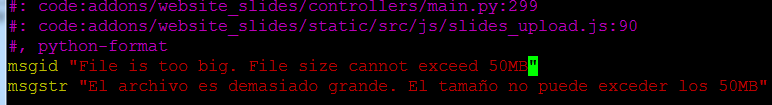 #: code:addons/website_slides/controllers/main.py:299
#: code:addons/website_slides/static/src/js/slides_upload.js:90
#, python-format
msgid "File is too big. File size cannot exceed 50MB"
msgstr "El archivo es demasiado grande. El tamaño no puede exceder los 50MB"